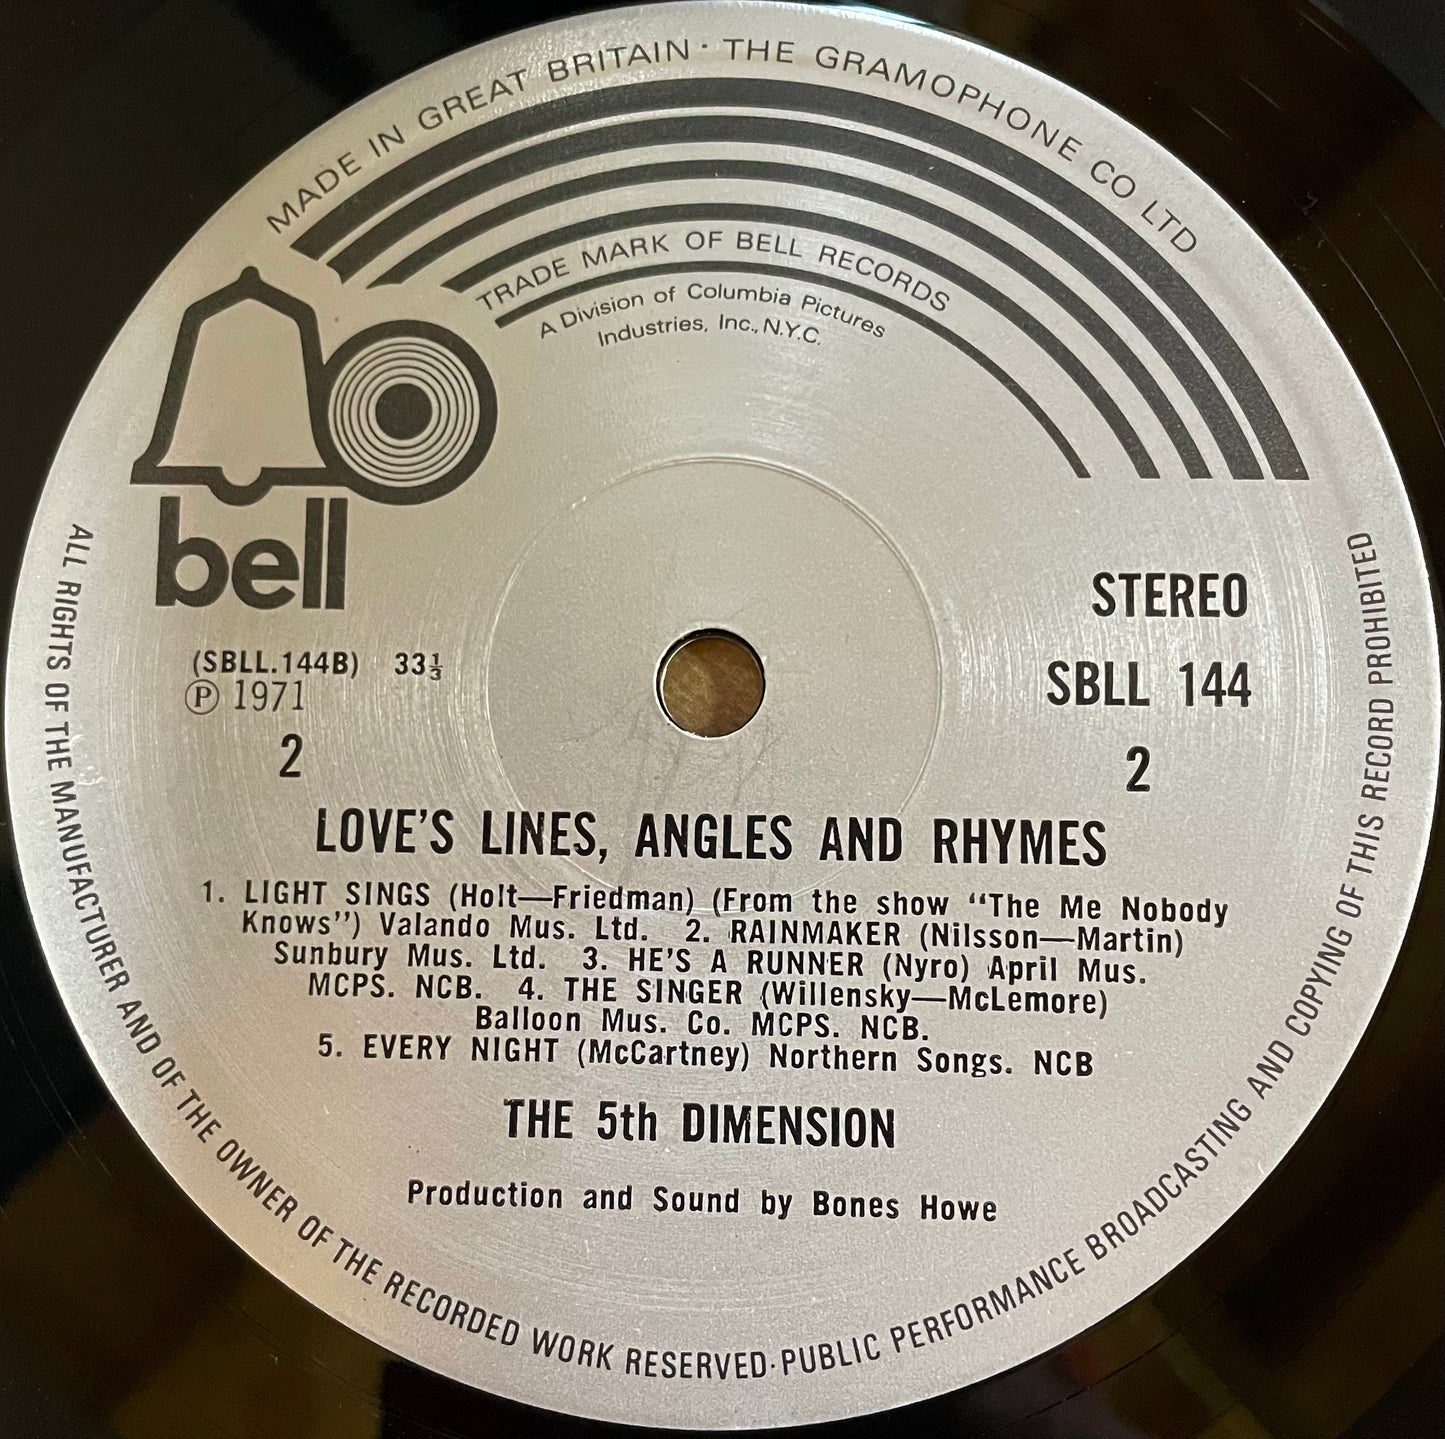 MADE IN GREAT BRITAIN · THE GRAMOPHONE CO LTD
TRADE MARK OF BELL RECORDS
A Division of Columbia Pictures
Industries, Inc., N.Y.C.
bell
STEREO
(SBLL.144B) 33⅓
Ⓟ 1971
SBLL 144
2
2
LOVE'S LINES, ANGLES AND RHYMES
1. LIGHT SINGS (Holt—Friedman) (From the show "The Me Nobody
Knows") Valando Mus. Ltd. 2. RAINMAKER (Nilsson—Martin)
Sunbury Mus. Ltd. 3. HE'S A RUNNER (Nyro) April Mus.
MCPS. NCB. 4. THE SINGER (Willensky—McLemore)
Balloon Mus. Co. MCPS. NCB.
5. EVERY NIGHT (McCartney) Northern Songs. NCB
THE 5th DIMENSION
Production and Sound by Bones Howe
ALL RIGHTS OF THE MANUFACTURER AND OF THE OWNER OF THE RECORDED WORK RESERVED·PUBLIC PERFORMANCE BROADCASTING AND COPYING OF THIS RECORD PROHIBITED